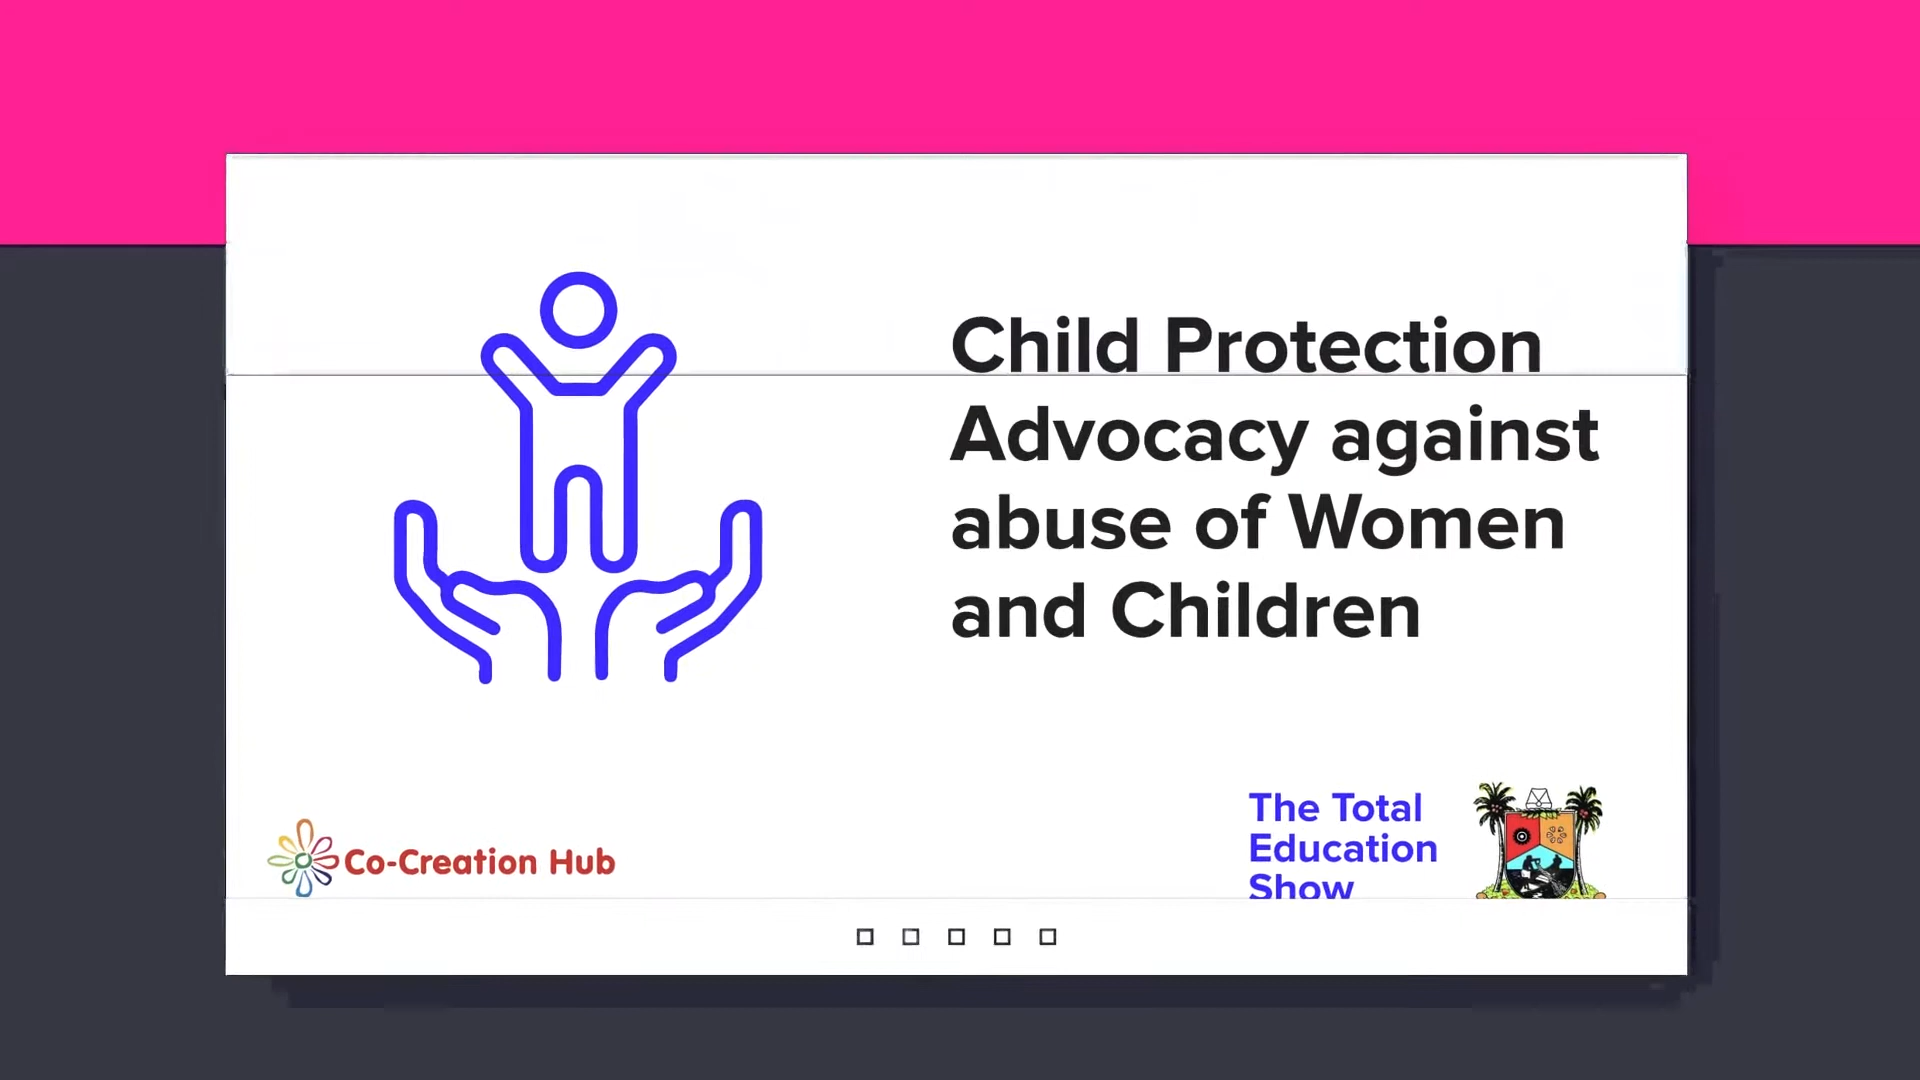 Child Protection
Advocacy against
abuse of Women
and Children
Co-Creation Hub
The Total
Education
Show